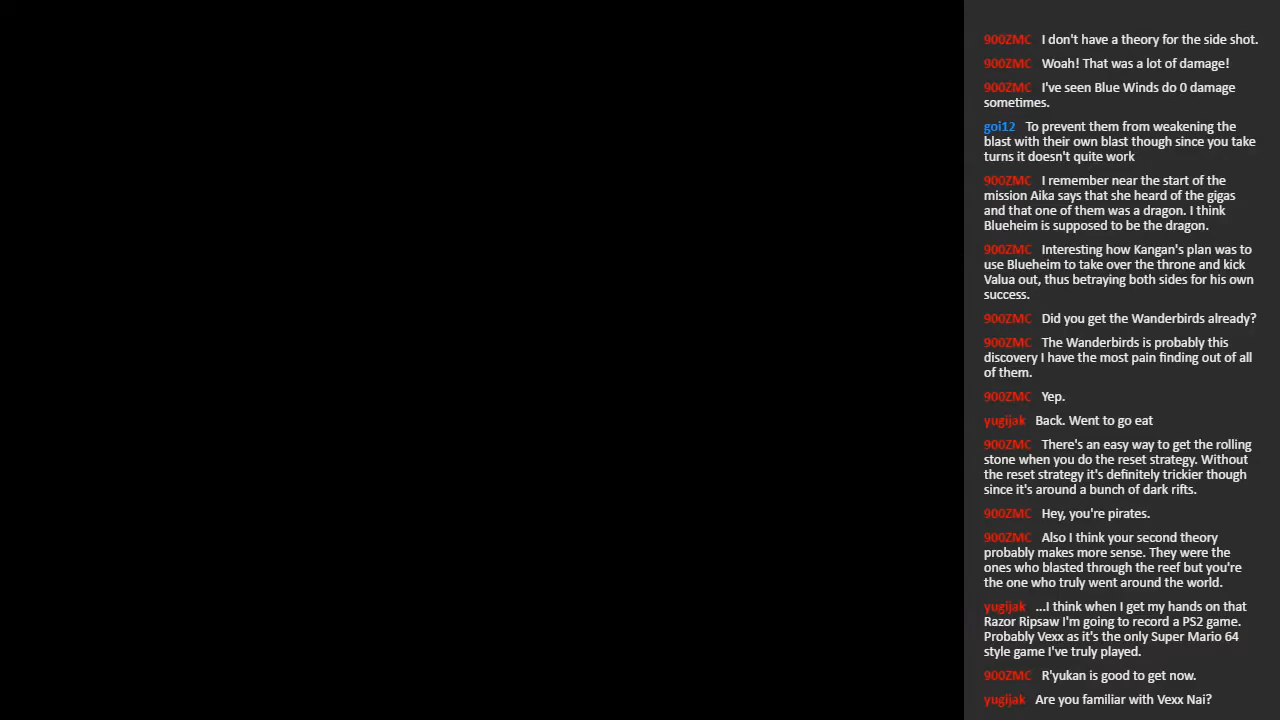 900ZMC I don't have a theory for the side shot.
900ZMC Woah! That was a lot of damage!
900ZMC I've seen Blue Winds do 0 damage
sometimes.
goi12 To prevent them from weakening the
blast with their own blast though since you take
turns it doesn't quite work
900ZMC I remember near the start of the
mission Aika says that she heard of the gigas
and that one of them was a dragon. I think
Blueheim is supposed to be the dragon.
900ZMC Interesting how Kangan's plan was to
use Blueheim to take over the throne and kick
Valua out, thus betraying both sides for his own
success.
900ZMC Did you get the Wanderbirds already?
900ZMC The Wanderbirds is probably this
discovery I have the most pain finding out of all
of them.
900ZMC Yep.
yugijak Back. Went to go eat
900ZMC There's an easy way to get the rolling
stone when you do the reset strategy. Without
the reset strategy it's definitely trickier though
since it's around a bunch of dark rifts.
900ZMC Hey, you're pirates.
900ZMC Also I think your second theory
probably makes more sense. They were the
ones who blasted through the reef but you're
the one who truly went around the world.
yugijak ...I think when I get my hands on that
Razor Ripsaw I'm going to record a PS2 game.
Probably Vexx as it's the only Super Mario 64
style game I've truly played.
900ZMC R'yukan is good to get now.
yugijak Are you familiar with Vexx Nai?